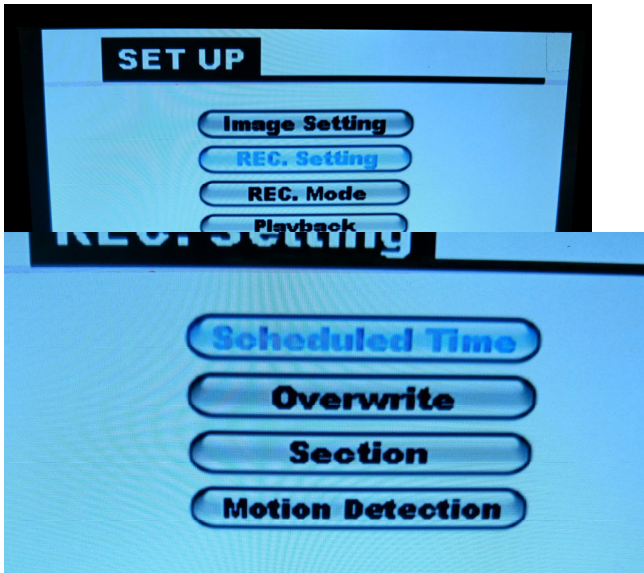 SET UP
Image Setting
REC. Setting
REC. Mode
Playback
REC. Setting
Scheduled Time
Overwrite
Section
Motion Detection